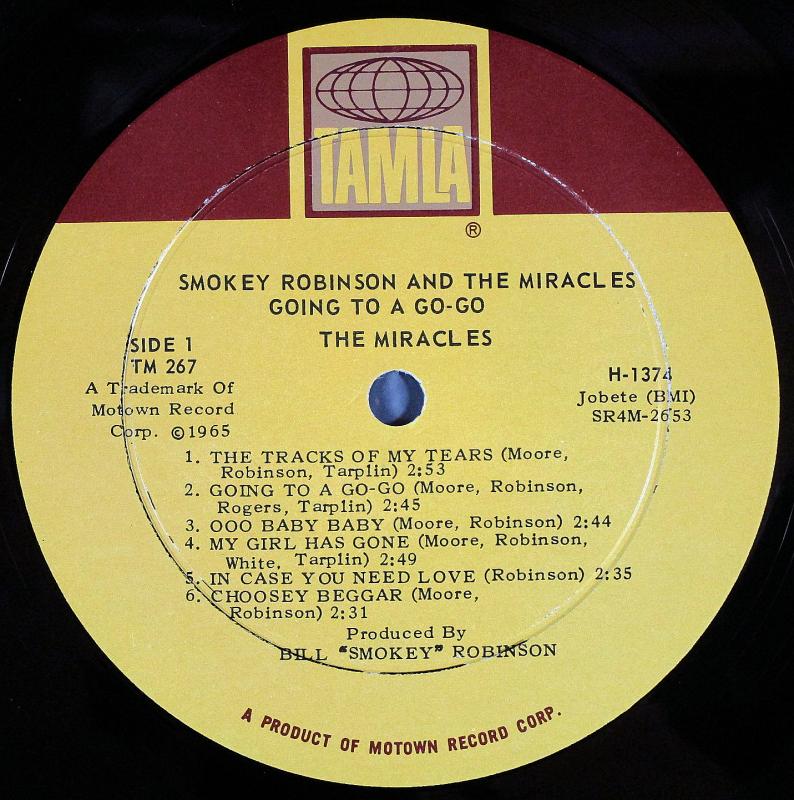 TAMLA
®
SMOKEY ROBINSON AND THE MIRACLES
GOING TO A GO-GO
THE MIRACLES
SIDE 1
TM 267
A Trademark Of
Motown Record
Corp. ©1965
H-1374
Jobete (BMI)
SR4M-2653
1. THE TRACKS OF MY TEARS (Moore,
Robinson, Tarplin) 2:53
2. GOING TO A GO-GO (Moore, Robinson,
Rogers, Tarplin) 2:45
3. OOO BABY BABY (Moore, Robinson) 2:44
4. MY GIRL HAS GONE (Moore, Robinson,
White, Tarplin) 2:49
5. IN CASE YOU NEED LOVE (Robinson) 2:35
6. CHOOSEY BEGGAR (Moore,
Robinson) 2:31
Produced By
BILL "SMOKEY" ROBINSON
A PRODUCT OF MOTOWN RECORD CORP.